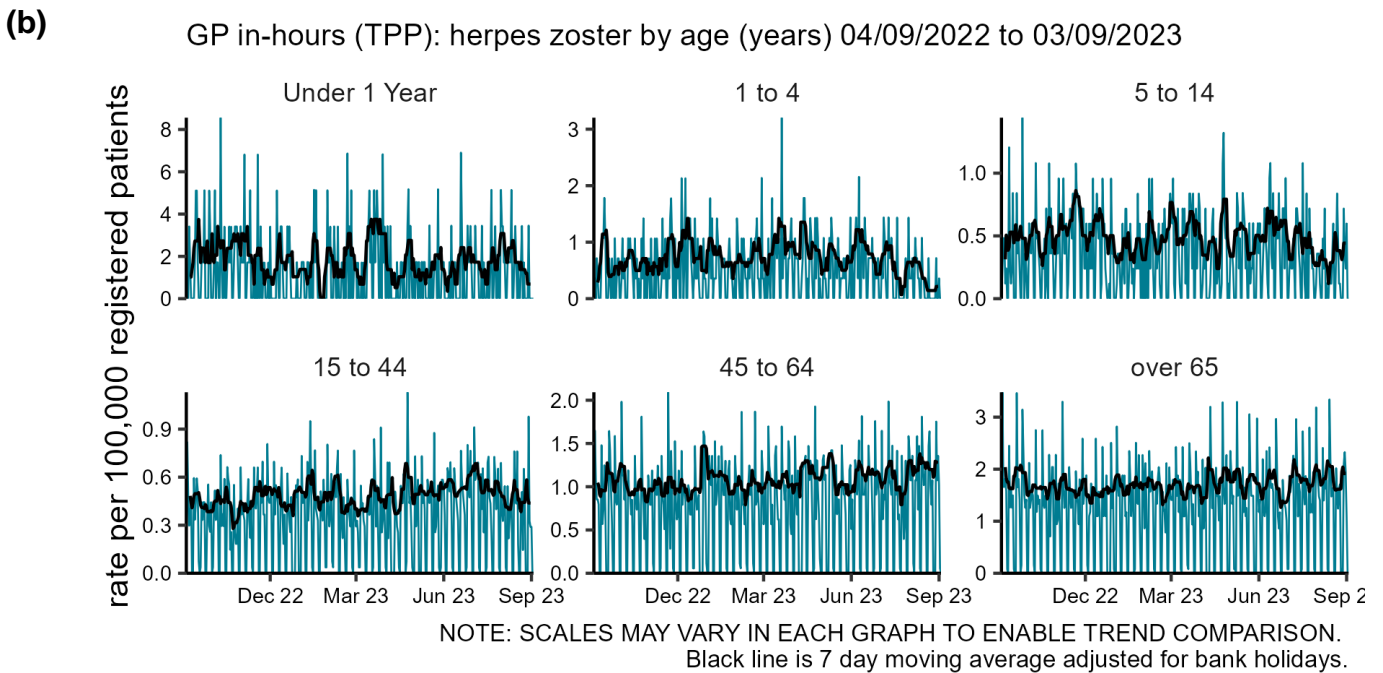 (b)
GP in-hours (TPP): herpes zoster by age (years) 04/09/2022 to 03/09/2023
rate per 100,000 registered patients
Under 1 Year
8
6
4
2
0
1 to 4
3
2
1
0
5 to 14
1.0
0.5
0.0
15 to 44
0.9
0.6
0.3
0.0
Dec 22 Mar 23 Jun 23 Sep 23
45 to 64
2.0
1.5
1.0
0.5
0.0
Dec 22 Mar 23 Jun 23 Sep 23
over 65
3
2
1
0
Dec 22 Mar 23 Jun 23 Sep 2
NOTE: SCALES MAY VARY IN EACH GRAPH TO ENABLE TREND COMPARISON.
Black line is 7 day moving average adjusted for bank holidays.